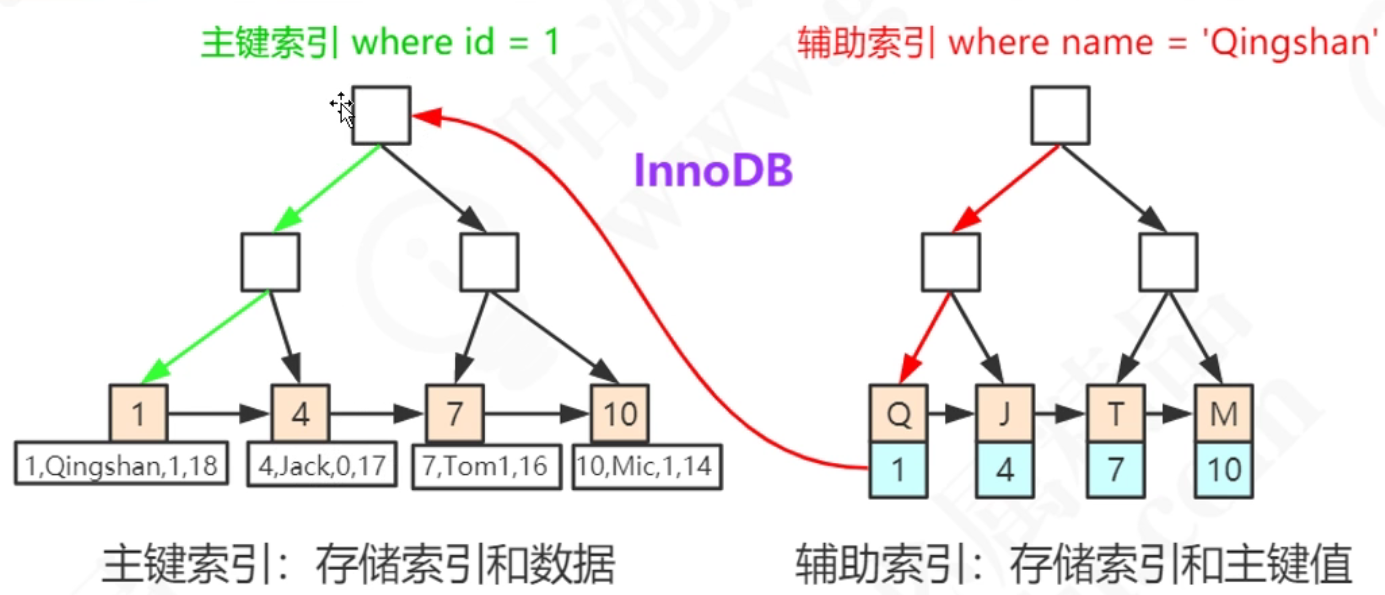 主键索引 where id = 1
辅助索引 where name = 'Qingshan'
InnoDB
1
4
7
10
1,Qingshan,1,18
4,Jack,0,17
7,Tom1,16
10,Mic,1,14
Q
J
T
M
1
4
7
10
主键索引：存储索引和数据
辅助索引：存储索引和主键值